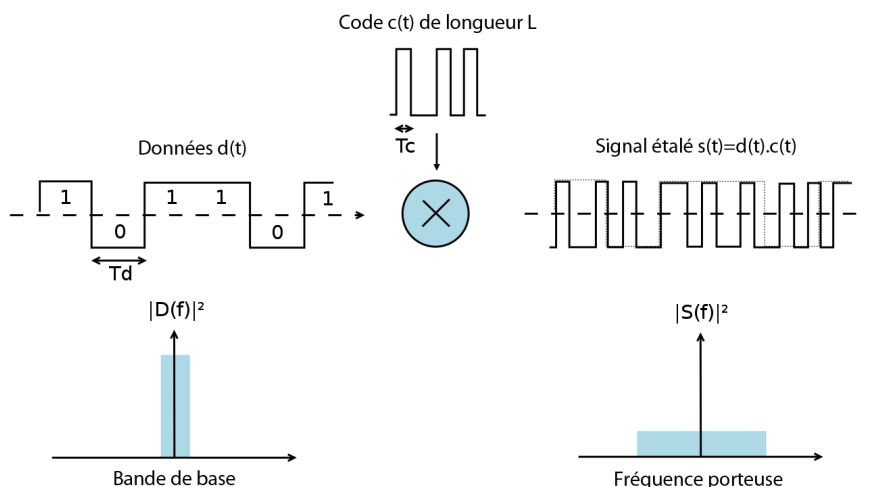 Code c(t) de longueur L
Tc
Données d(t)
Signal étalé s(t)=d(t).c(t)
1
0
1
1
0
1
Td
|D(f)|²
|S(f)|²
Bande de base
Fréquence porteuse